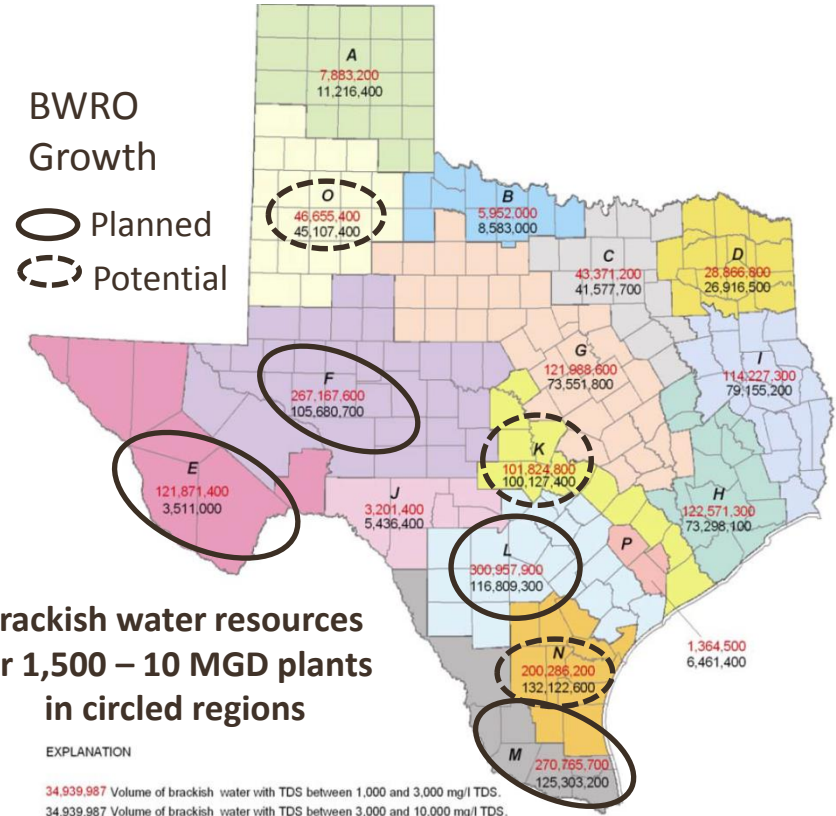 BWRO
Growth
Planned
Potential
A
7,883,200
11,216,400
O
46,655,400
45,107,400
B
5,952,000
8,583,000
C
43,371,200
41,577,700
D
28,866,800
26,916,500
G
121,988,600
73,551,800
I
114,227,300
79,155,200
F
267,167,600
105,680,700
E
121,871,400
3,511,000
K
101,824,800
100,127,400
J
3,201,400
5,436,400
H
122,571,300
73,298,100
L
300,957,900
116,809,300
P
1,364,500
6,461,400
N
200,286,200
132,122,600
M
270,765,700
125,303,200
rackish water resources
r 1,500 – 10 MGD plants
in circled regions
EXPLANATION
34,939,987 Volume of brackish water with TDS between 1,000 and 3,000 mg/l TDS.
34,939,987 Volume of brackish water with TDS between 3,000 and 10,000 mg/l TDS.